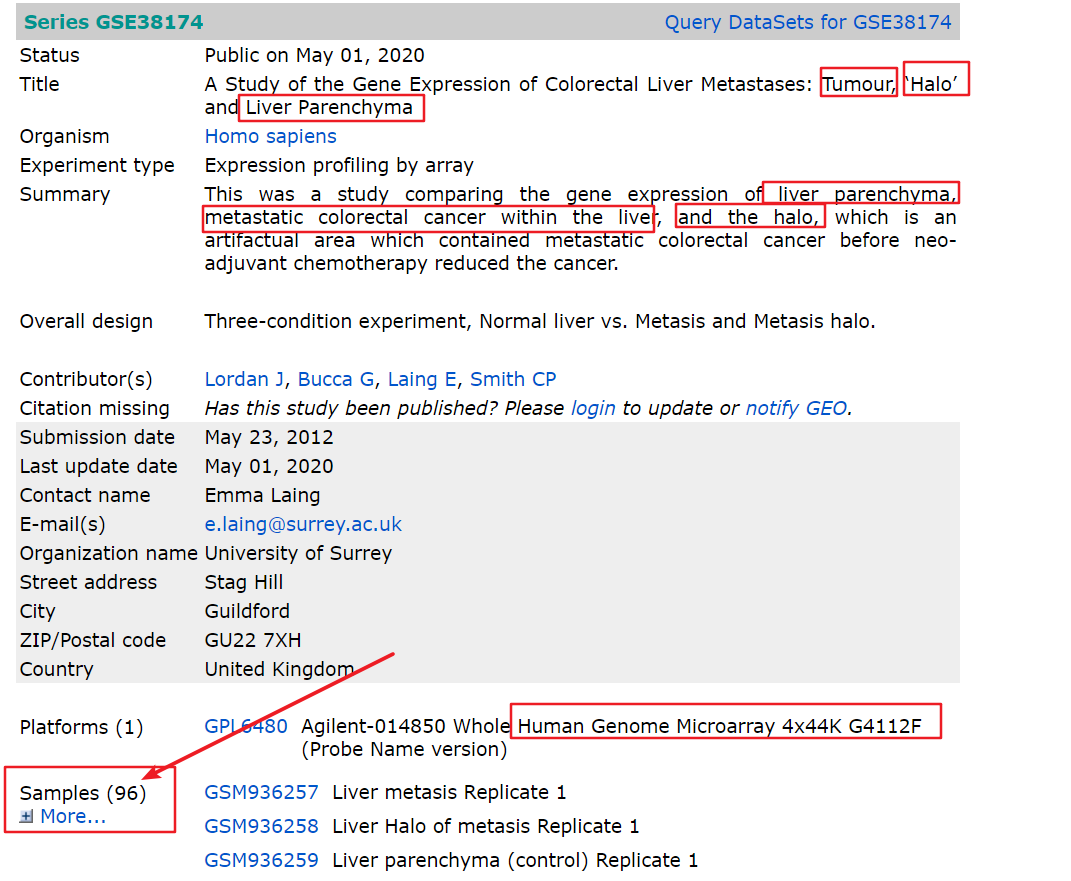 Series GSE38174 Query DataSets for GSE38174
Status Public on May 01, 2020
Title A Study of the Gene Expression of Colorectal Liver Metastases: Tumour, ‘Halo’
and Liver Parenchyma
Organism Homo sapiens
Experiment type Expression profiling by array
Summary This was a study comparing the gene expression of liver parenchyma,
metastatic colorectal cancer within the liver, and the halo, which is an
artifactual area which contained metastatic colorectal cancer before neo-
adjuvant chemotherapy reduced the cancer.
Overall design Three-condition experiment, Normal liver vs. Metasis and Metasis halo.
Contributor(s) Lordan J, Bucca G, Laing E, Smith CP
Citation missing Has this study been published? Please login to update or notify GEO.
Submission date May 23, 2012
Last update date May 01, 2020
Contact name Emma Laing
E-mail(s) e.laing@surrey.ac.uk
Organization name University of Surrey
Street address Stag Hill
City Guildford
ZIP/Postal code GU22 7XH
Country United Kingdom
Platforms (1) GPL6480 Agilent-014850 Whole Human Genome Microarray 4x44K G4112F
(Probe Name version)
Samples (96) GSM936257 Liver metasis Replicate 1
More...
GSM936258 Liver Halo of metasis Replicate 1
GSM936259 Liver parenchyma (control) Replicate 1